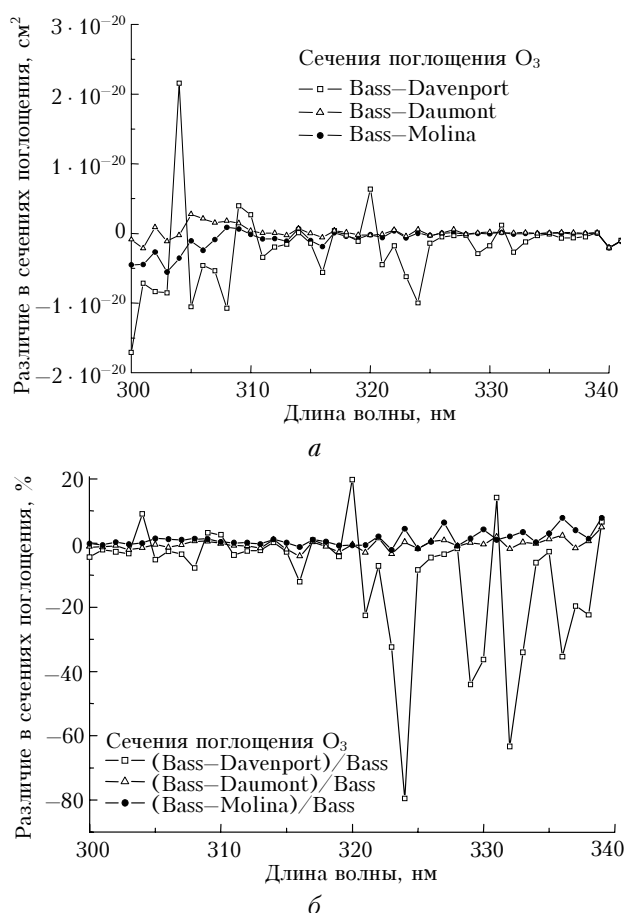 Различие в сечениях поглощения, см²
3 · 10⁻²⁰
2 · 10⁻²⁰
1 · 10⁻²⁰
0
−1 · 10⁻²⁰
−2 · 10⁻²⁰
Сечения поглощения O₃
Bass—Davenport
Bass—Daumont
Bass—Molina
300 310 320 330 340
Длина волны, нм
а
Различие в сечениях поглощения, %
20
0
−20
−40
−60
−80
Сечения поглощения O₃
(Bass—Davenport)/Bass
(Bass—Daumont)/Bass
(Bass—Molina)/Bass
300 310 320 330 340
Длина волны, нм
б